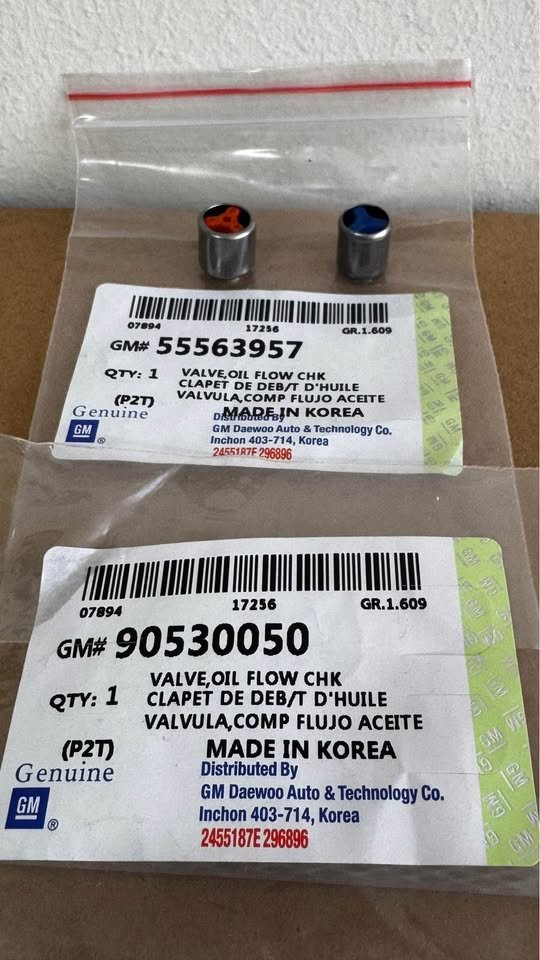 07894 17256 GR.1.609
GM# 55563957
QTY: 1 VALVE,OIL FLOW CHK
CLAPET DE DEB/T D'HUILE
(P2T) VALVULA,COMP FLUJO ACEITE
Genuine MADE IN KOREA
Distributed By
GM ® GM Daewoo Auto & Technology Co.
Inchon 403-714, Korea
2455187E 296896
07894 17256 GR.1.609
GM# 90530050
VALVE,OIL FLOW CHK
QTY: 1 CLAPET DE DEB/T D'HUILE
VALVULA,COMP FLUJO ACEITE
(P2T) MADE IN KOREA
Genuine Distributed By
GM ® GM Daewoo Auto & Technology Co.
Inchon 403-714, Korea
2455187E 296896